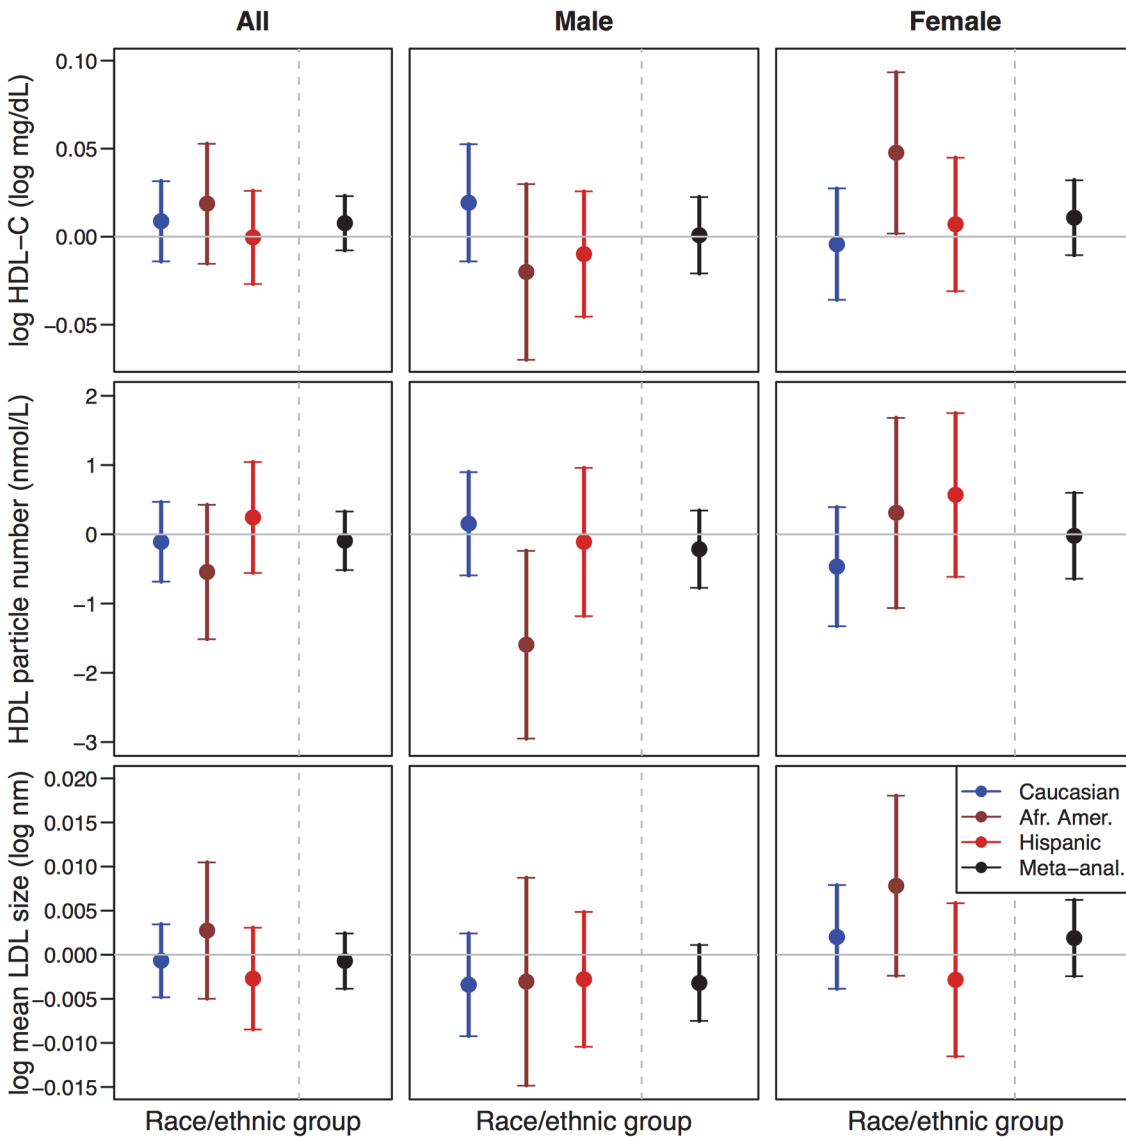 All Male Female
log HDL−C (log mg/dL)
0.10
0.05
0.00
−0.05
HDL particle number (nmol/L)
2
1
0
−1
−2
−3
log mean LDL size (log nm)
0.020
0.015
0.010
0.005
0.000
−0.005
−0.010
−0.015
Caucasian
Afr. Amer.
Hispanic
Meta−anal.
Race/ethnic group Race/ethnic group Race/ethnic group